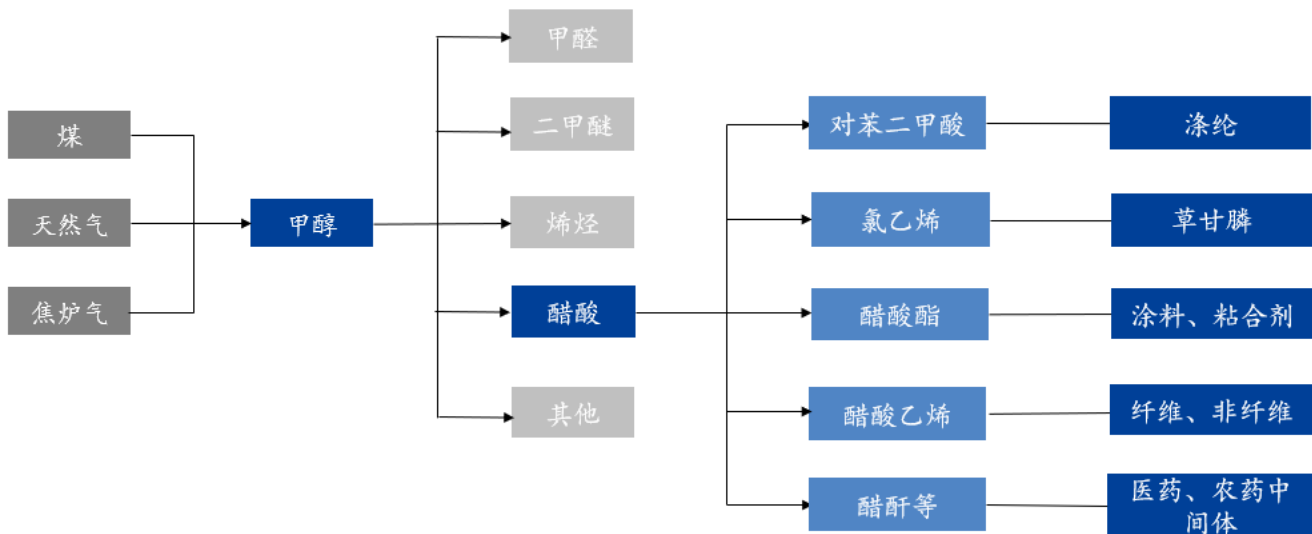 煤
天然气
焦炉气
甲醇
甲醛
二甲醚
烯烃
醋酸
其他
对苯二甲酸
氯乙烯
醋酸酯
醋酸乙烯
醋酐等
涤纶
草甘膦
涂料、粘合剂
纤维、非纤维
医药、农药中
间体